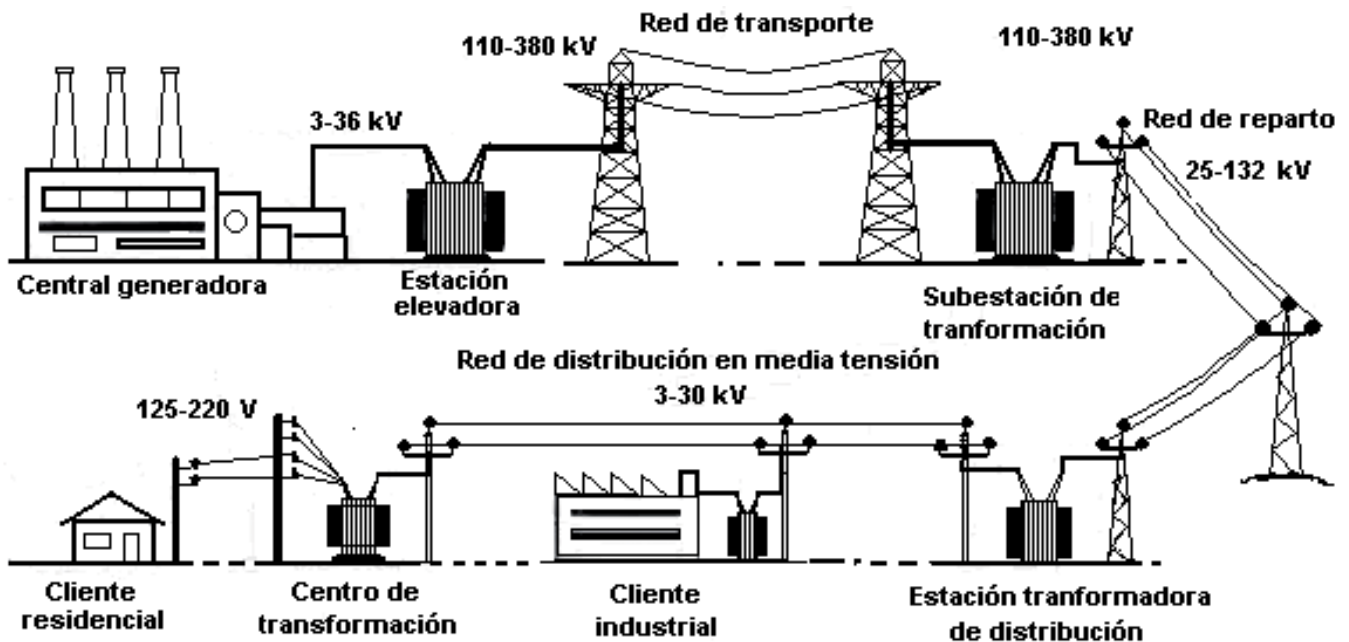 Red de transporte
110-380 kV
110-380 kV
3-36 kV
Red de reparto
25-132 kV
Central generadora
Estación
elevadora
Subestación de
tranformación
Red de distribución en media tensión
3-30 kV
125-220 V
Cliente
residencial
Centro de
transformación
Cliente
industrial
Estación tranformadora
de distribución